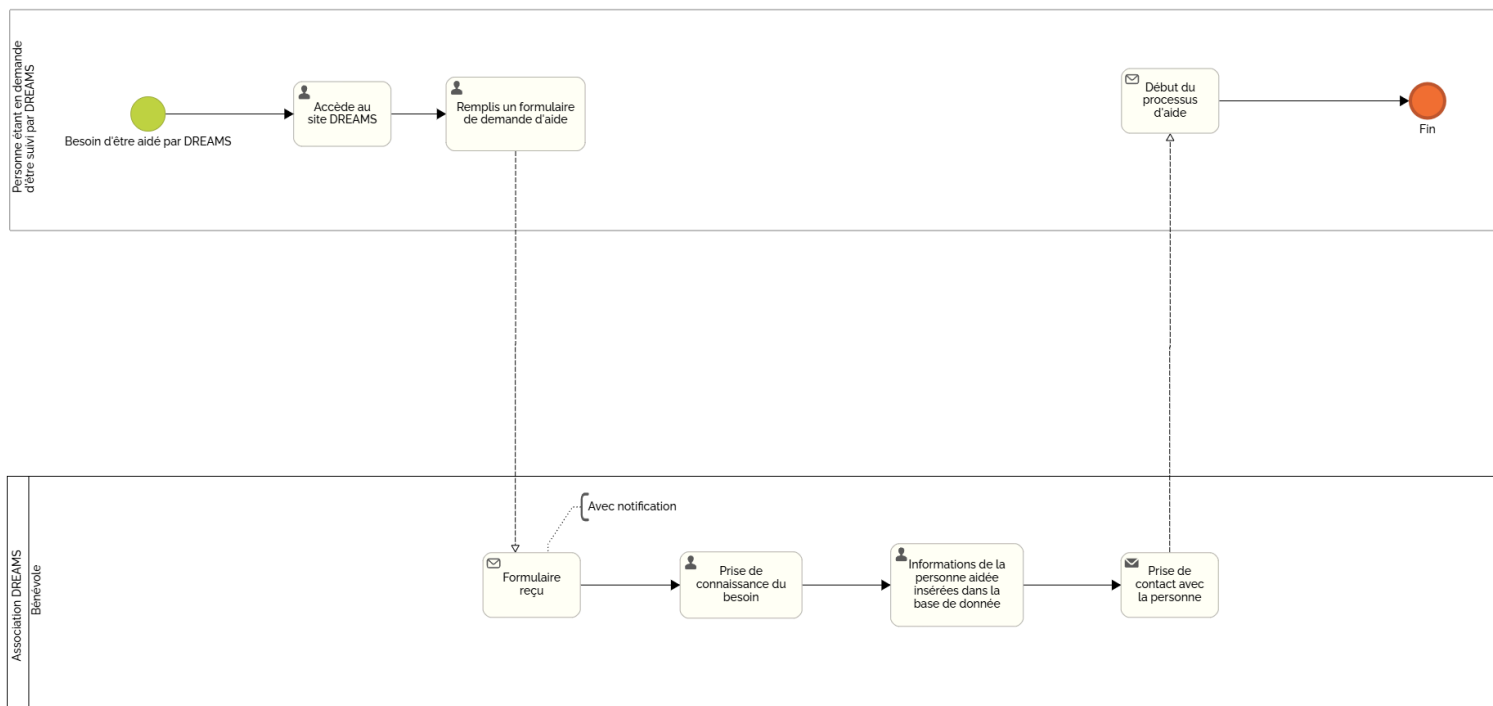 Personne étant en demande
d'être suivi par DREAMS
Besoin d'être aidé par DREAMS
Accède au
site DREAMS
Remplis un formulaire
de demande d'aide
Début du
processus
d'aide
Fin
Association DREAMS
Bénévole
Avec notification
Formulaire
reçu
Prise de
connaissance du
besoin
Informations de la
personne aidée
insérées dans la
base de donnée
Prise de
contact avec
la personne